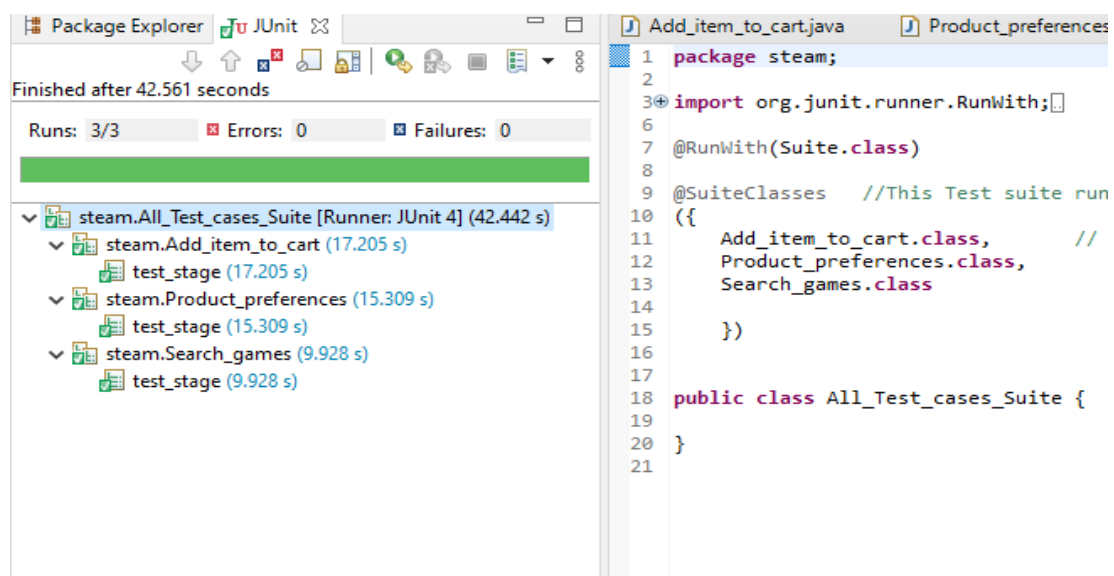 Package Explorer
JUnit
Finished after 42.561 seconds
Runs: 3/3
Errors: 0
Failures: 0
steam.All_Test_cases_Suite [Runner: JUnit 4] (42.442 s)
steam.Add_item_to_cart (17.205 s)
test_stage (17.205 s)
steam.Product_preferences (15.309 s)
test_stage (15.309 s)
steam.Search_games (9.928 s)
test_stage (9.928 s)
Add_item_to_cart.java
Product_preferences
1 package steam;
2
3 import org.junit.runner.RunWith;
6
7 @RunWith(Suite.class)
8
9 @SuiteClasses //This Test suite run
10 ({
11 Add_item_to_cart.class, //
12 Product_preferences.class,
13 Search_games.class
14
15 })
16
17
18 public class All_Test_cases_Suite {
19
20 }
21